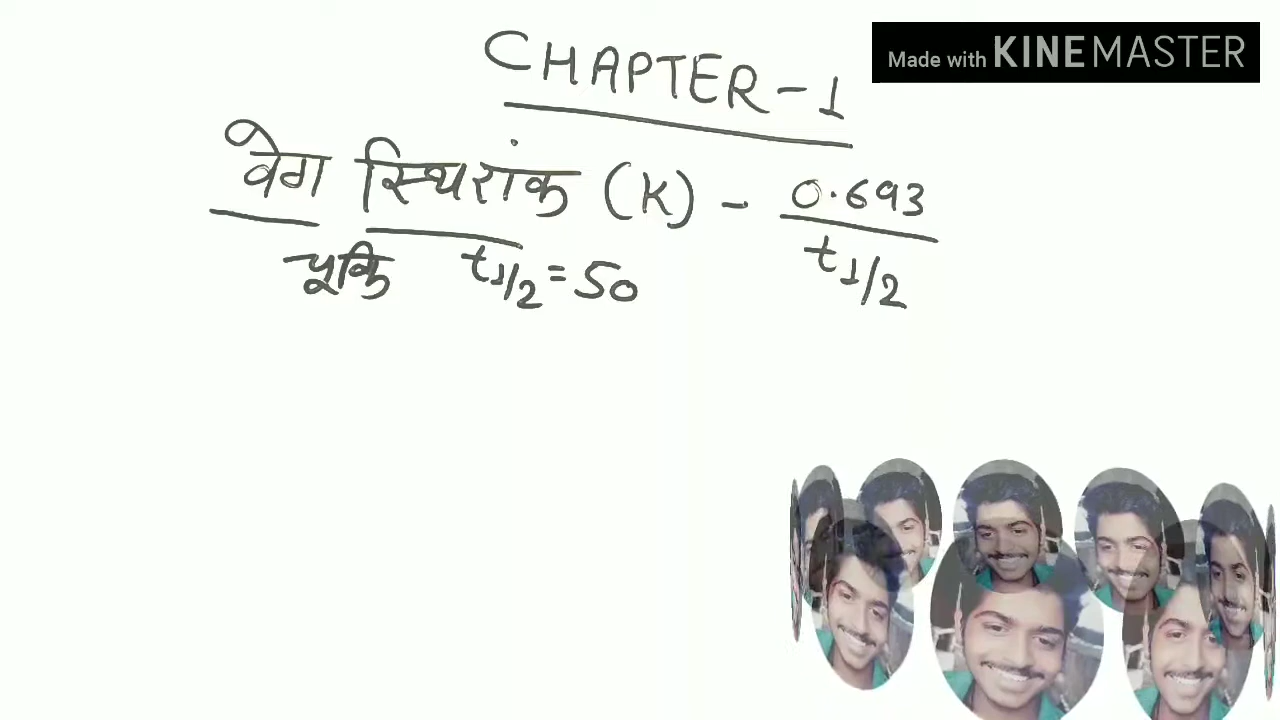 CHAPTER-1
Made with KINEMASTER
वेग स्थिरांक (K) - 0.693
t1/2
चूकि t1/2 = 50